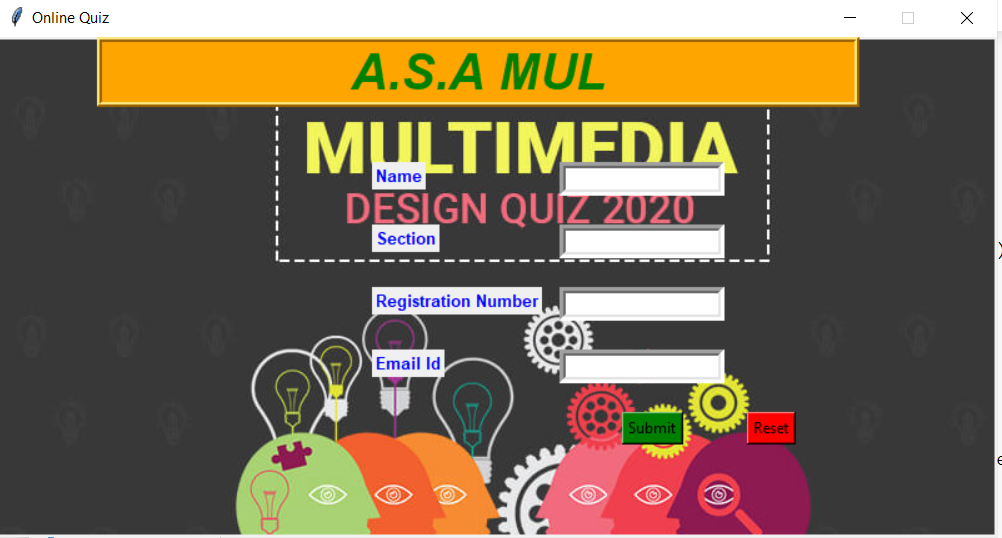 Online Quiz
A.S.A MUL
MULTIMEDIA
Name
DESIGN QUIZ 2020
Section
Registration Number
Email Id
Submit
Reset